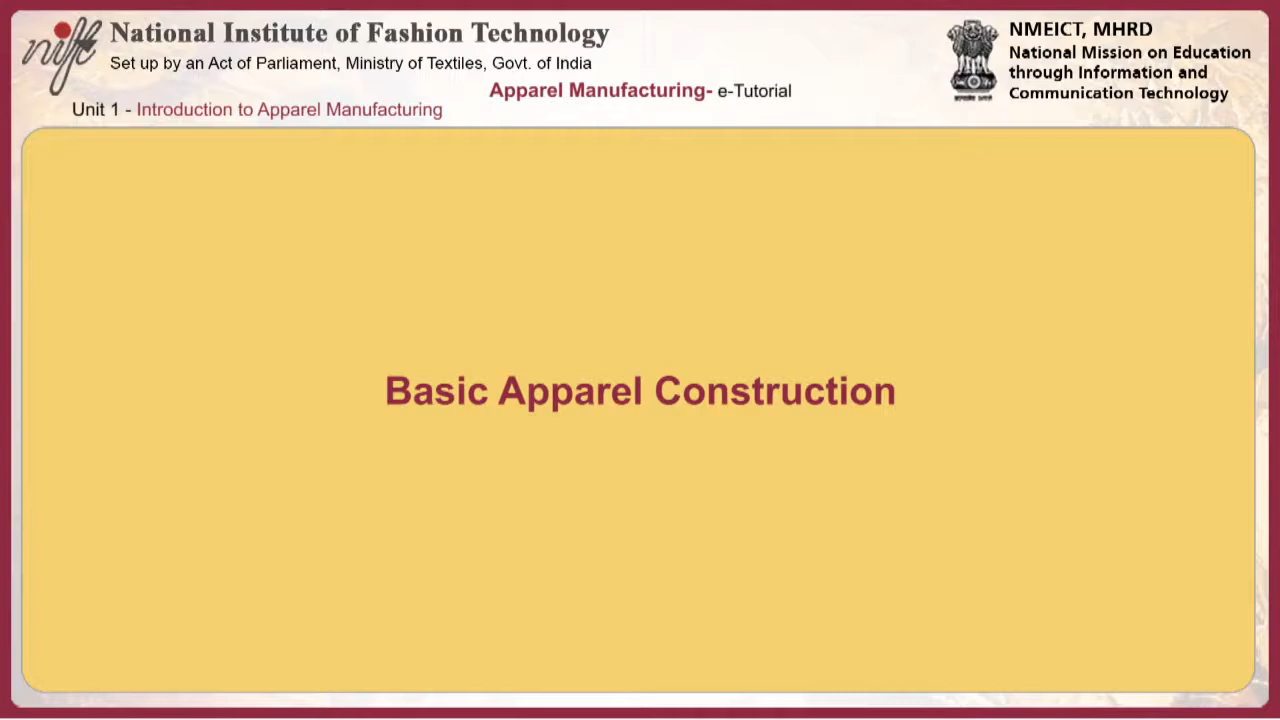 nift
National Institute of Fashion Technology
Set up by an Act of Parliament, Ministry of Textiles, Govt. of India
NMEICT, MHRD
National Mission on Education
through Information and
Communication Technology
Apparel Manufacturing- e-Tutorial
Unit 1 - Introduction to Apparel Manufacturing
Basic Apparel Construction